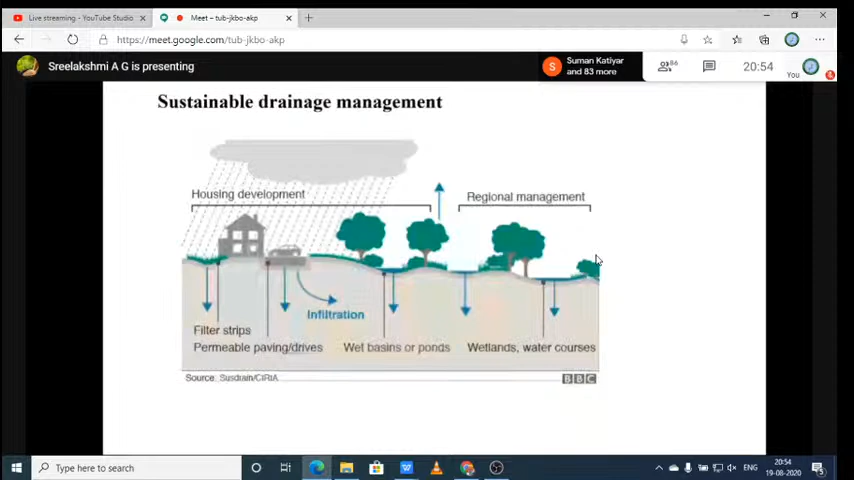 Live streaming - YouTube Studio
Meet – tub-jkbo-akp
https://meet.google.com/tub-jkbo-akp
Sreelakshmi A G is presenting
S
Suman Katiyar
and 83 more
86
20:54
You
Sustainable drainage management
Housing development
Regional management
Infiltration
Filter strips
Permeable paving/drives
Wet basins or ponds
Wetlands, water courses
Source: Susdrain/CIRIA
BBC
Type here to search
ENG
20:54
19-08-2020